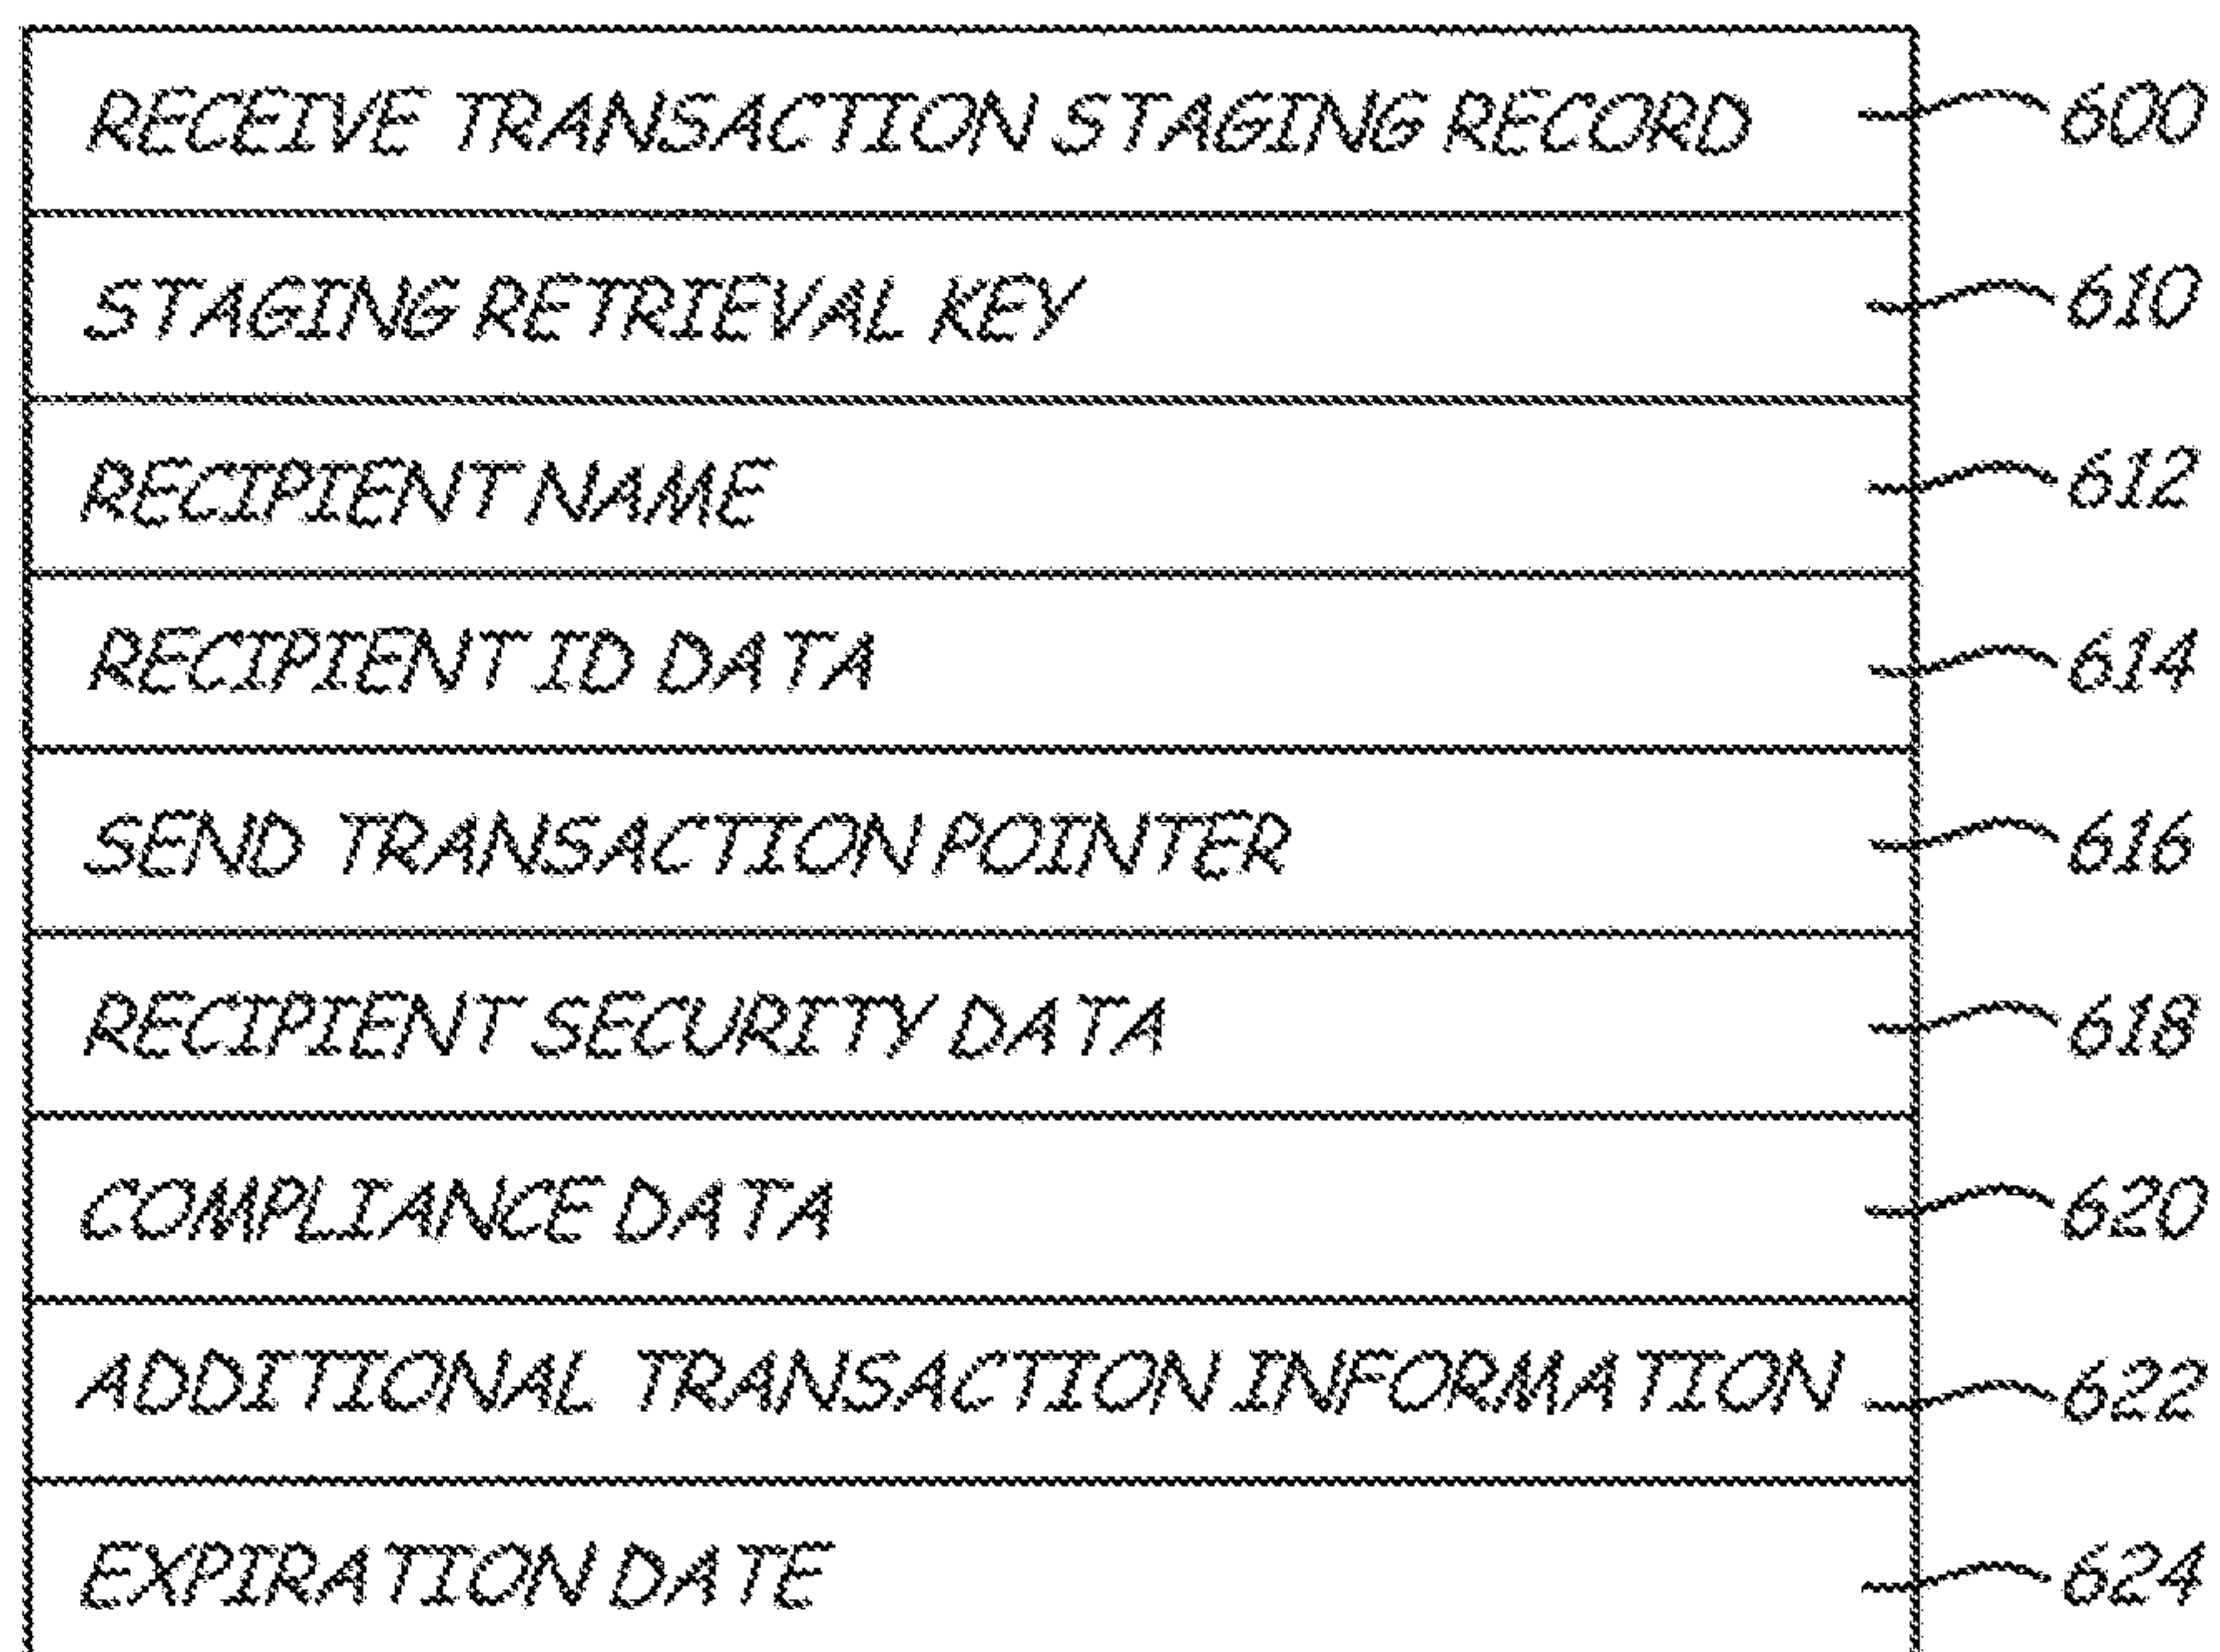 RECEIVE TRANSACTION STAGING RECORD 600
STAGING RETRIEVAL KEY 610
RECIPIENT NAME 612
RECIPIENT ID DATA 614
SEND TRANSACTION POINTER 616
RECIPIENT SECURITY DATA 618
COMPLIANCE DATA 620
ADDITIONAL TRANSACTION INFORMATION 622
EXPIRATION DATE 624